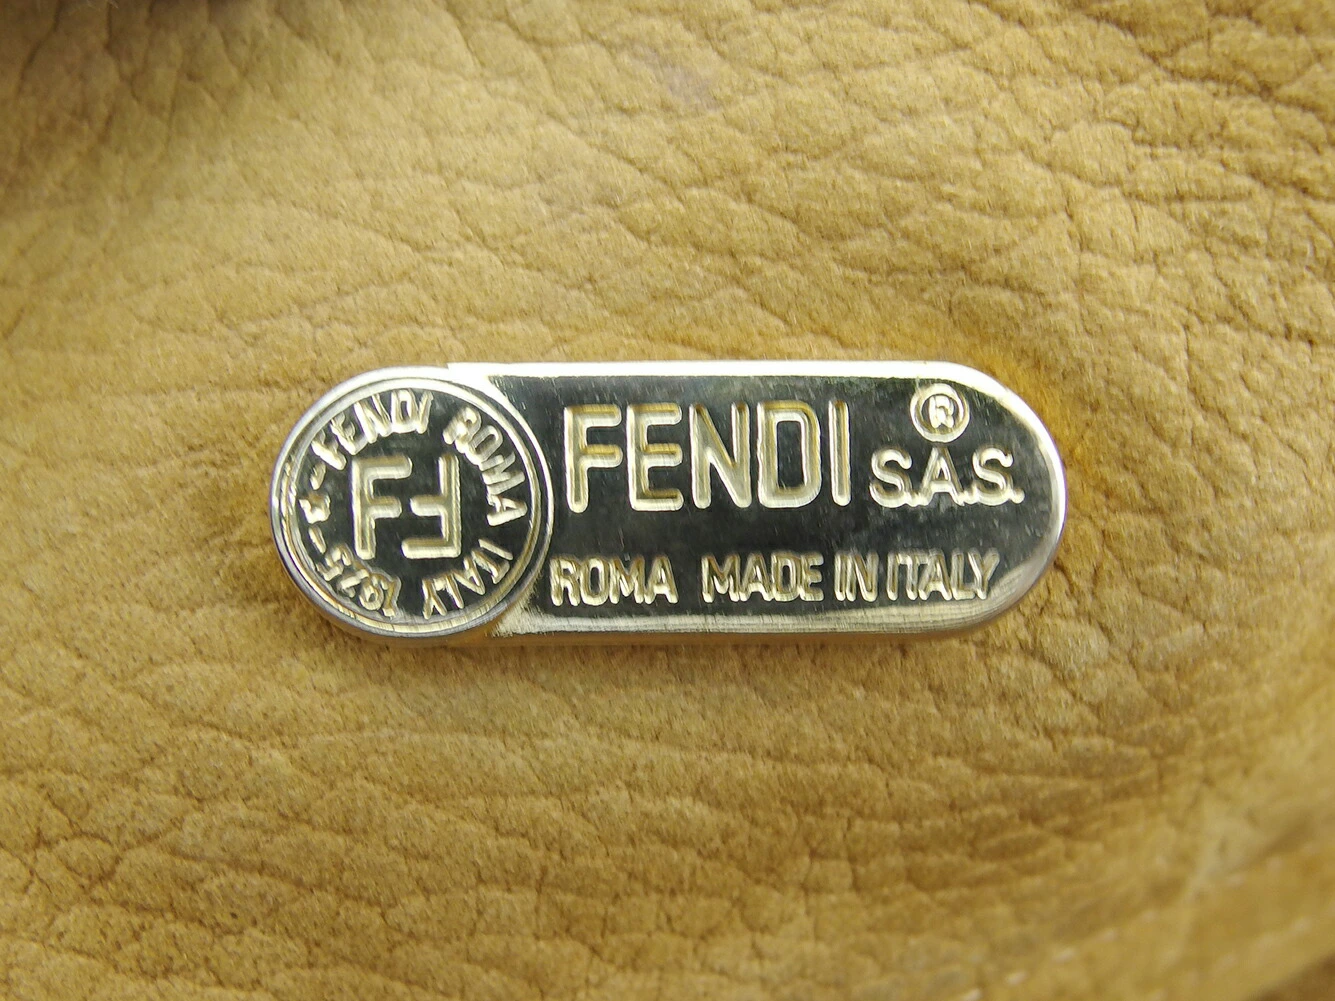 FENDI ROMA ITALY 1925
FF
FENDI S.A.S. ®
ROMA MADE IN ITALY